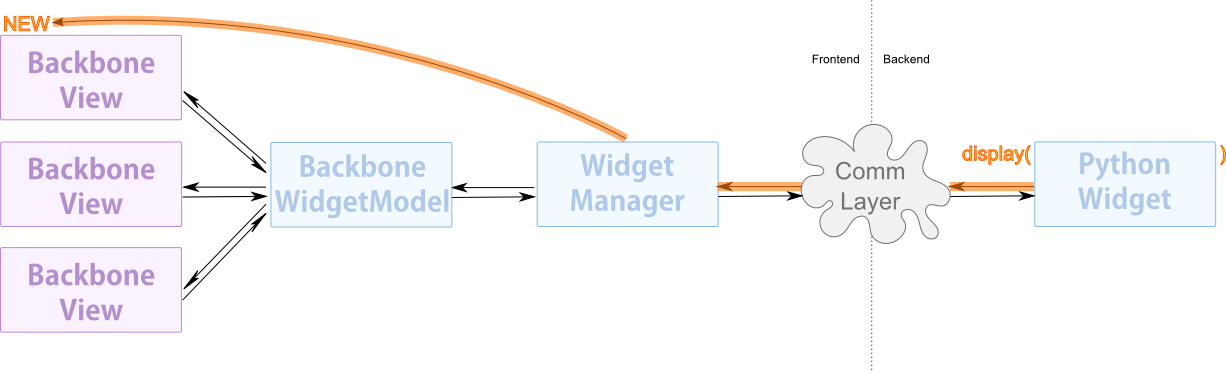 NEW
Backbone
View
Frontend
Backend
Backbone
View
Backbone
WidgetModel
Widget
Manager
Comm
Layer
display(
Python
Widget
)
Backbone
View